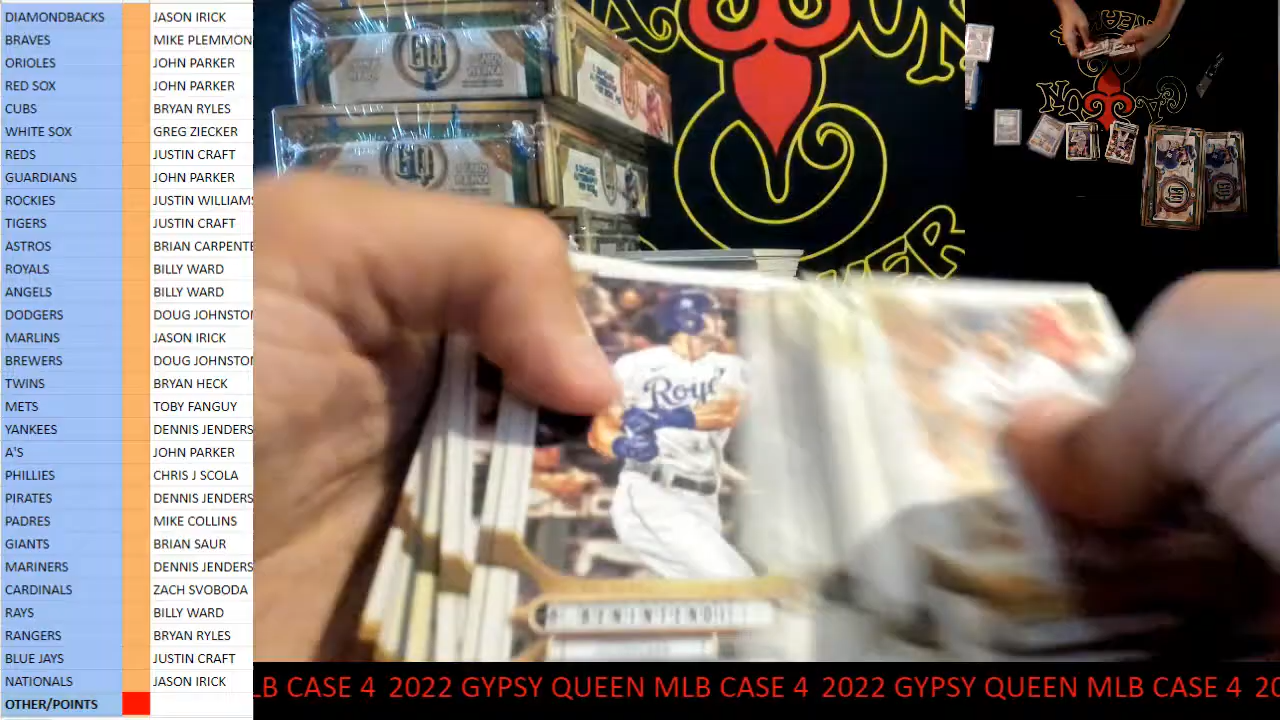 DIAMONDBACKS JASON IRICK
BRAVES MIKE PLEMMON
ORIOLES JOHN PARKER
RED SOX JOHN PARKER
CUBS BRYAN RYLES
WHITE SOX GREG ZIECKER
REDS JUSTIN CRAFT
GUARDIANS JOHN PARKER
ROCKIES JUSTIN WILLIAMS
TIGERS JUSTIN CRAFT
ASTROS BRIAN CARPENTE
ROYALS BILLY WARD
ANGELS BILLY WARD
DODGERS DOUG JOHNSTON
MARLINS JASON IRICK
BREWERS DOUG JOHNSTON
TWINS BRYAN HECK
METS TOBY FANGUY
YANKEES DENNIS JENDERS
A'S JOHN PARKER
PHILLIES CHRIS J SCOLA
PIRATES DENNIS JENDERS
PADRES MIKE COLLINS
GIANTS BRIAN SAUR
MARINERS DENNIS JENDERS
CARDINALS ZACH SVOBODA
RAYS BILLY WARD
RANGERS BRYAN RYLES
BLUE JAYS JUSTIN CRAFT
NATIONALS JASON IRICK
OTHER/POINTS
GQ
GQ
Roya
BENINTENDI
LB CASE 4 2022 GYPSY QUEEN MLB CASE 4 2022 GYPSY QUEEN MLB CASE 4 20